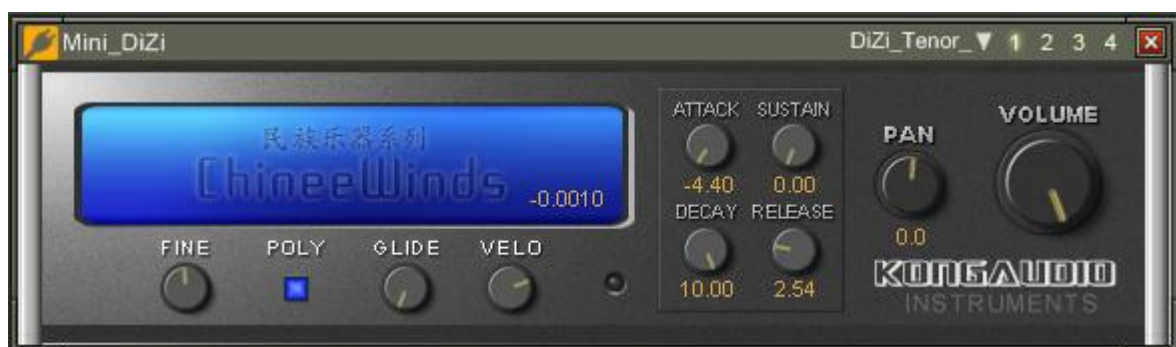 Mini_DiZi DiZi_Tenor_ 1 2 3 4
民族乐器系列
ChineeWinds
-0.0010
FINE POLY GLIDE VELO
ATTACK SUSTAIN
-4.40 0.00
DECAY RELEASE
10.00 2.54
PAN
0.0
VOLUME
KONGAUDIO
INSTRUMENTS